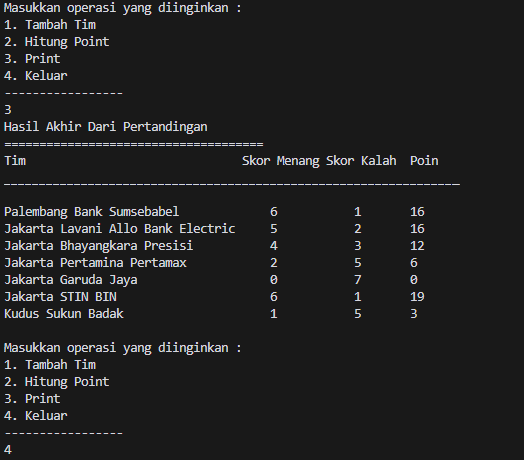 Masukkan operasi yang diinginkan :
1. Tambah Tim
2. Hitung Point
3. Print
4. Keluar
-----------------
3
Hasil Akhir Dari Pertandingan
=====================================
Tim Skor Menang Skor Kalah Poin
_________________________________________________________________
Palembang Bank Sumsebabel 6 1 16
Jakarta Lavani Allo Bank Electric 5 2 16
Jakarta Bhayangkara Presisi 4 3 12
Jakarta Pertamina Pertamax 2 5 6
Jakarta Garuda Jaya 0 7 0
Jakarta STIN BIN 6 1 19
Kudus Sukun Badak 1 5 3
Masukkan operasi yang diinginkan :
1. Tambah Tim
2. Hitung Point
3. Print
4. Keluar
-----------------
4